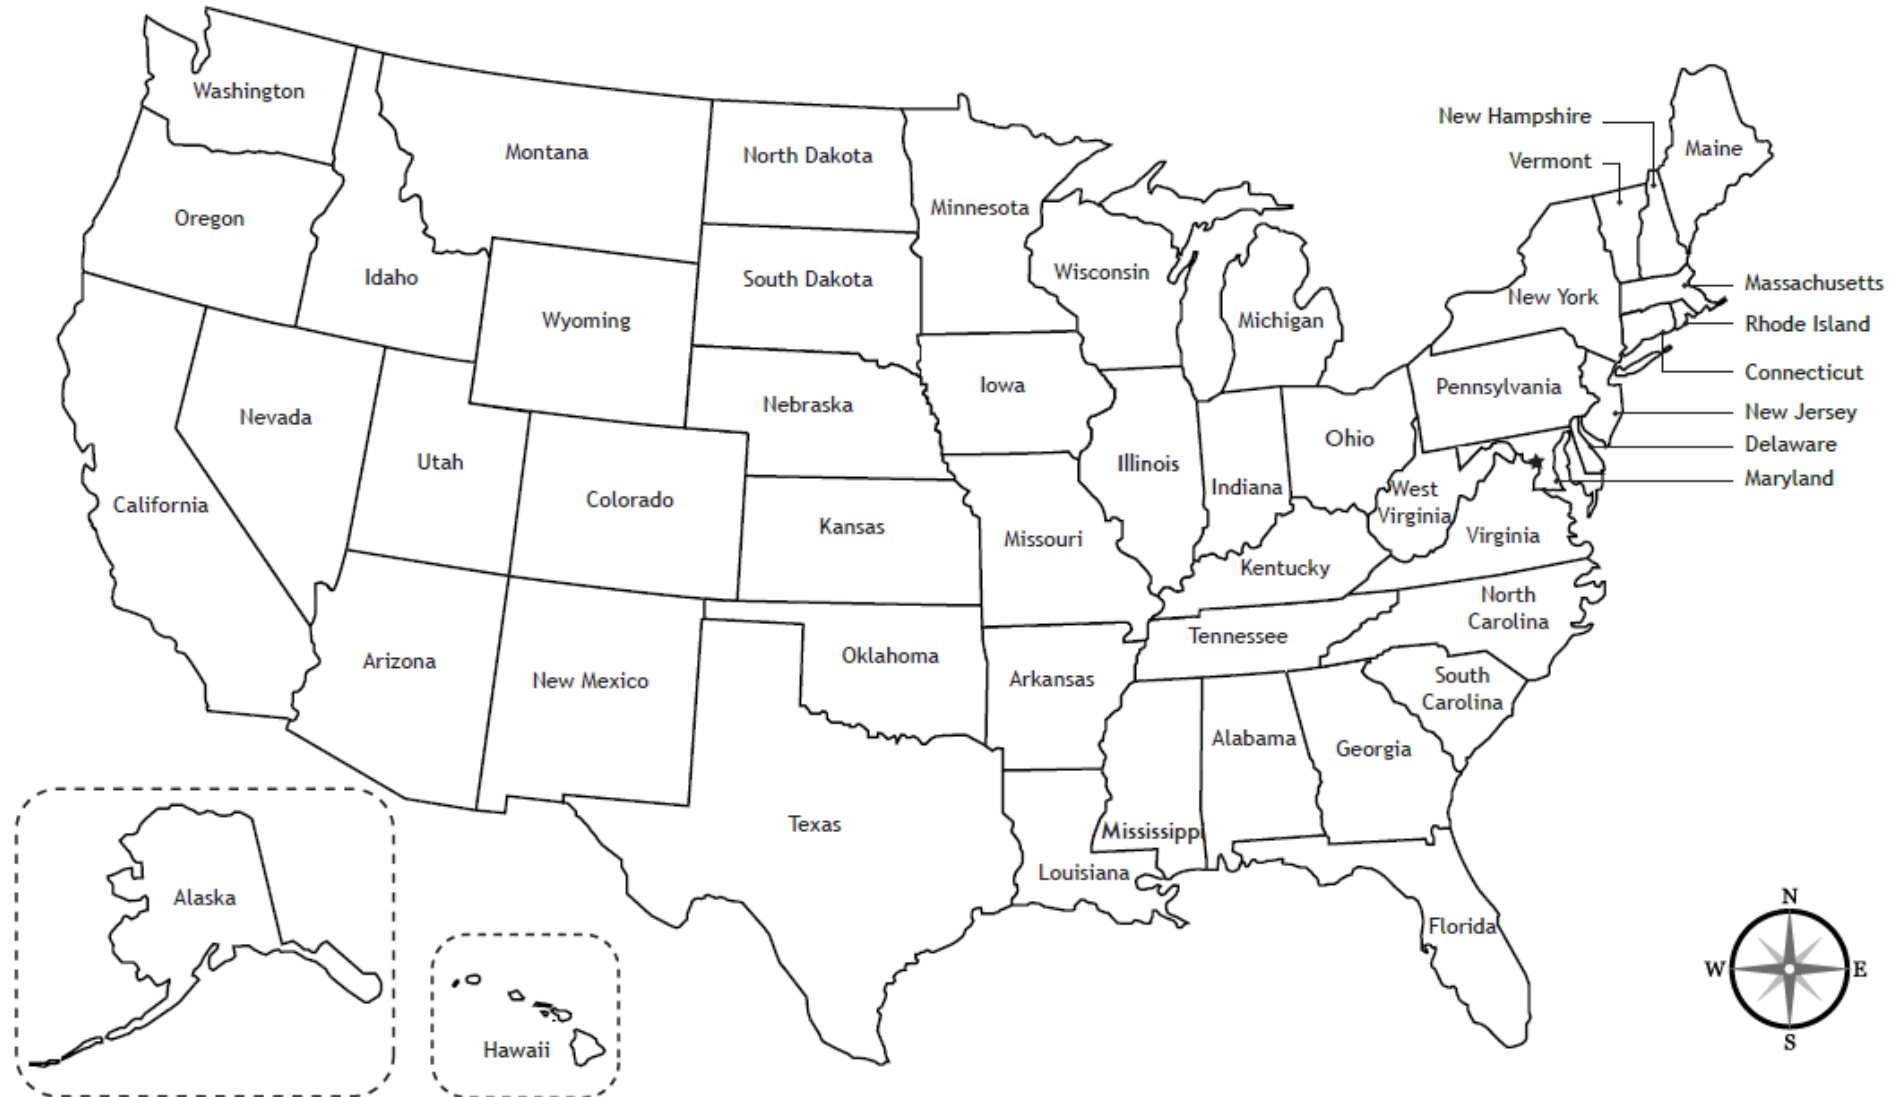 Washington
Montana
North Dakota
Minnesota
New Hampshire
Vermont
Maine
Oregon
Idaho
Wyoming
South Dakota
Wisconsin
Michigan
New York
Massachusetts
Rhode Island
Connecticut
New Jersey
Delaware
Maryland
Nevada
Utah
Colorado
Nebraska
Iowa
Illinois
Indiana
Ohio
Pennsylvania
California
Kansas
Missouri
Kentucky
West
Virginia
Virginia
Arizona
New Mexico
Oklahoma
Arkansas
Tennessee
North
Carolina
South
Carolina
Texas
Louisiana
Mississippi
Alabama
Georgia
Florida
Alaska
Hawaii
N
W
E
S